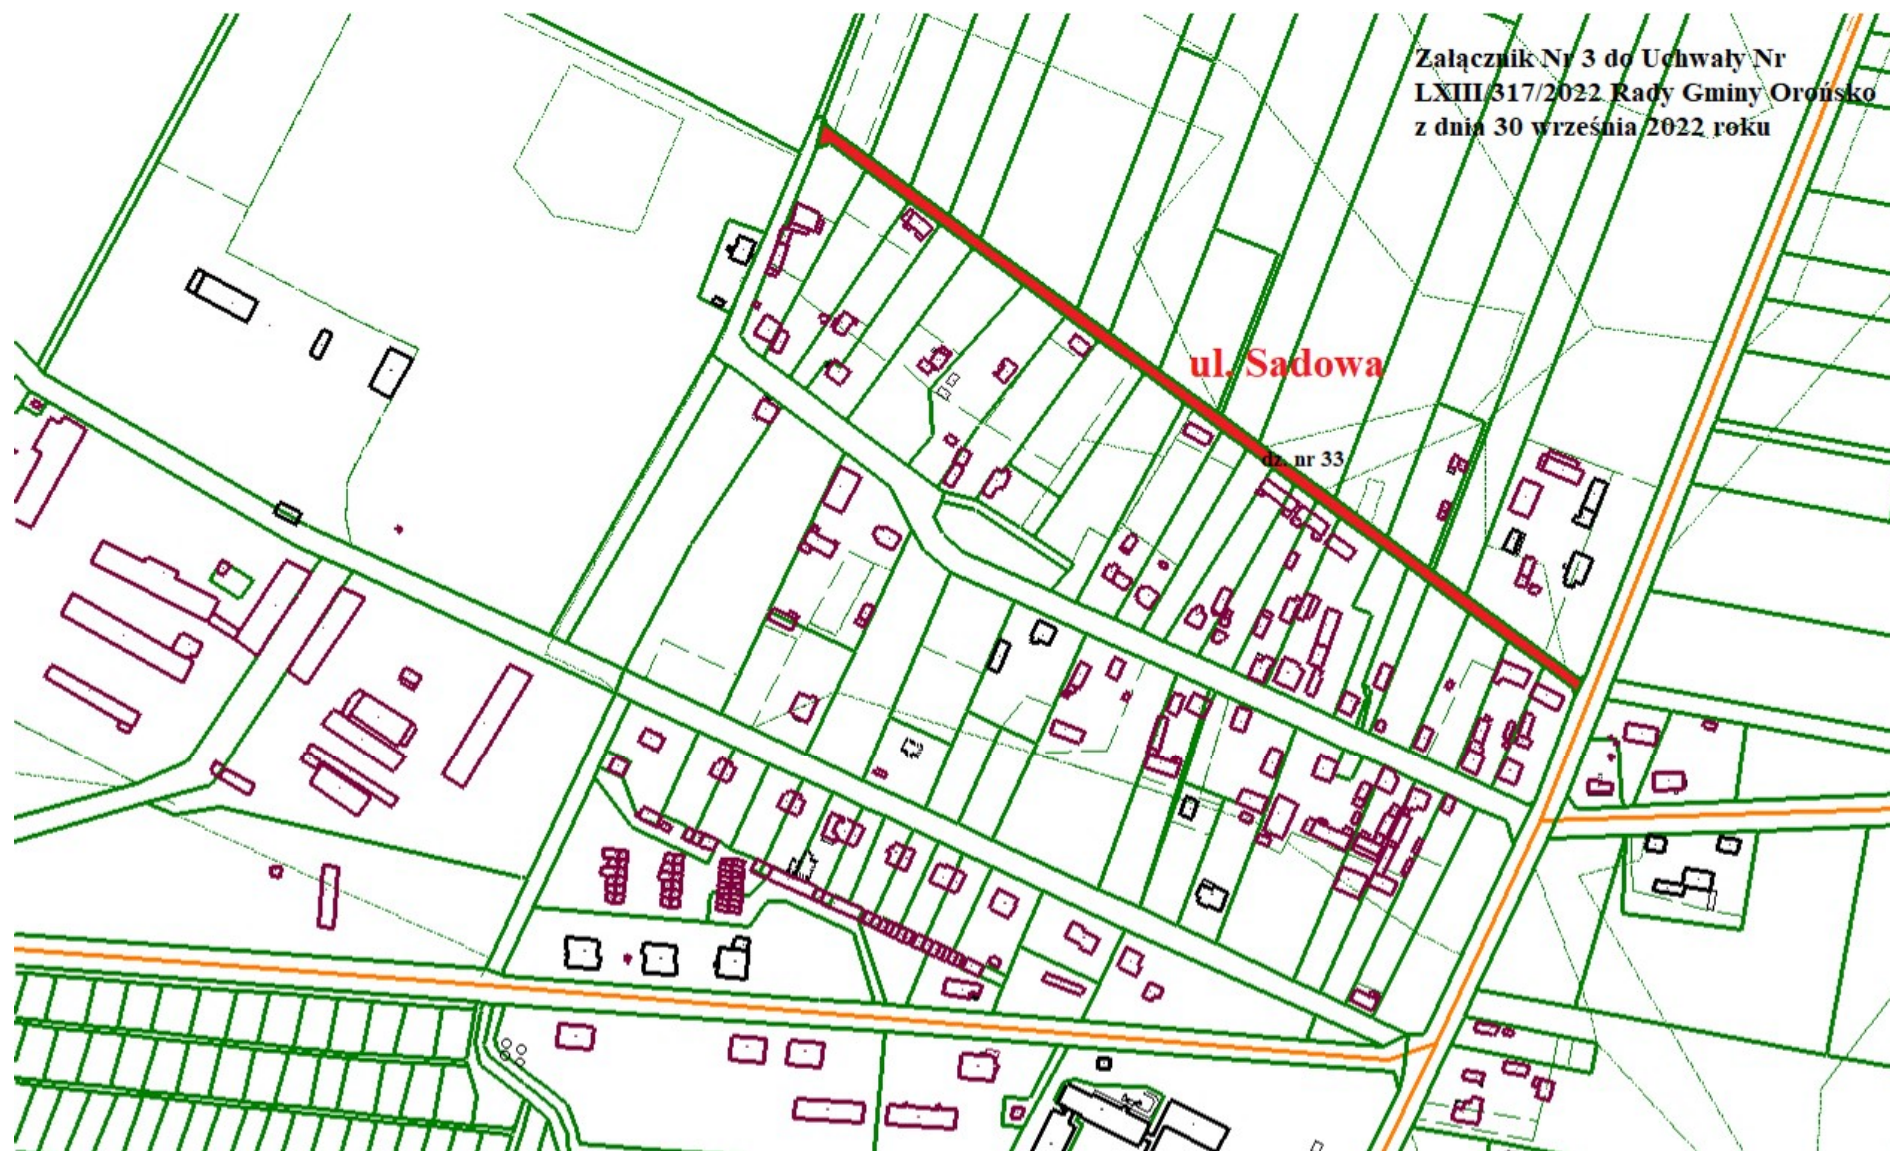 Załącznik Nr 3 do Uchwały Nr
LXIII/317/2022 Rady Gminy Orońsko
z dnia 30 września 2022 roku
ul. Sadowa
dz. nr 33